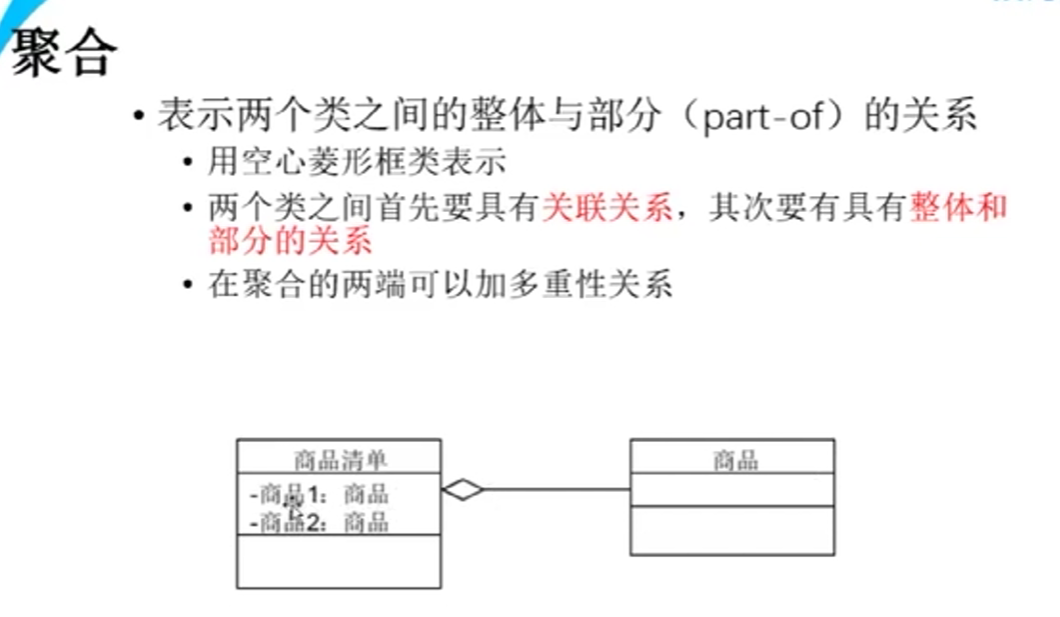 聚合
• 表示两个类之间的整体与部分（part-of）的关系
• 用空心菱形框类表示
• 两个类之间首先要具有关联关系，其次要有具有整体和
部分的关系
• 在聚合的两端可以加多重性关系
商品清单
商品
-商品1：商品
-商品2：商品